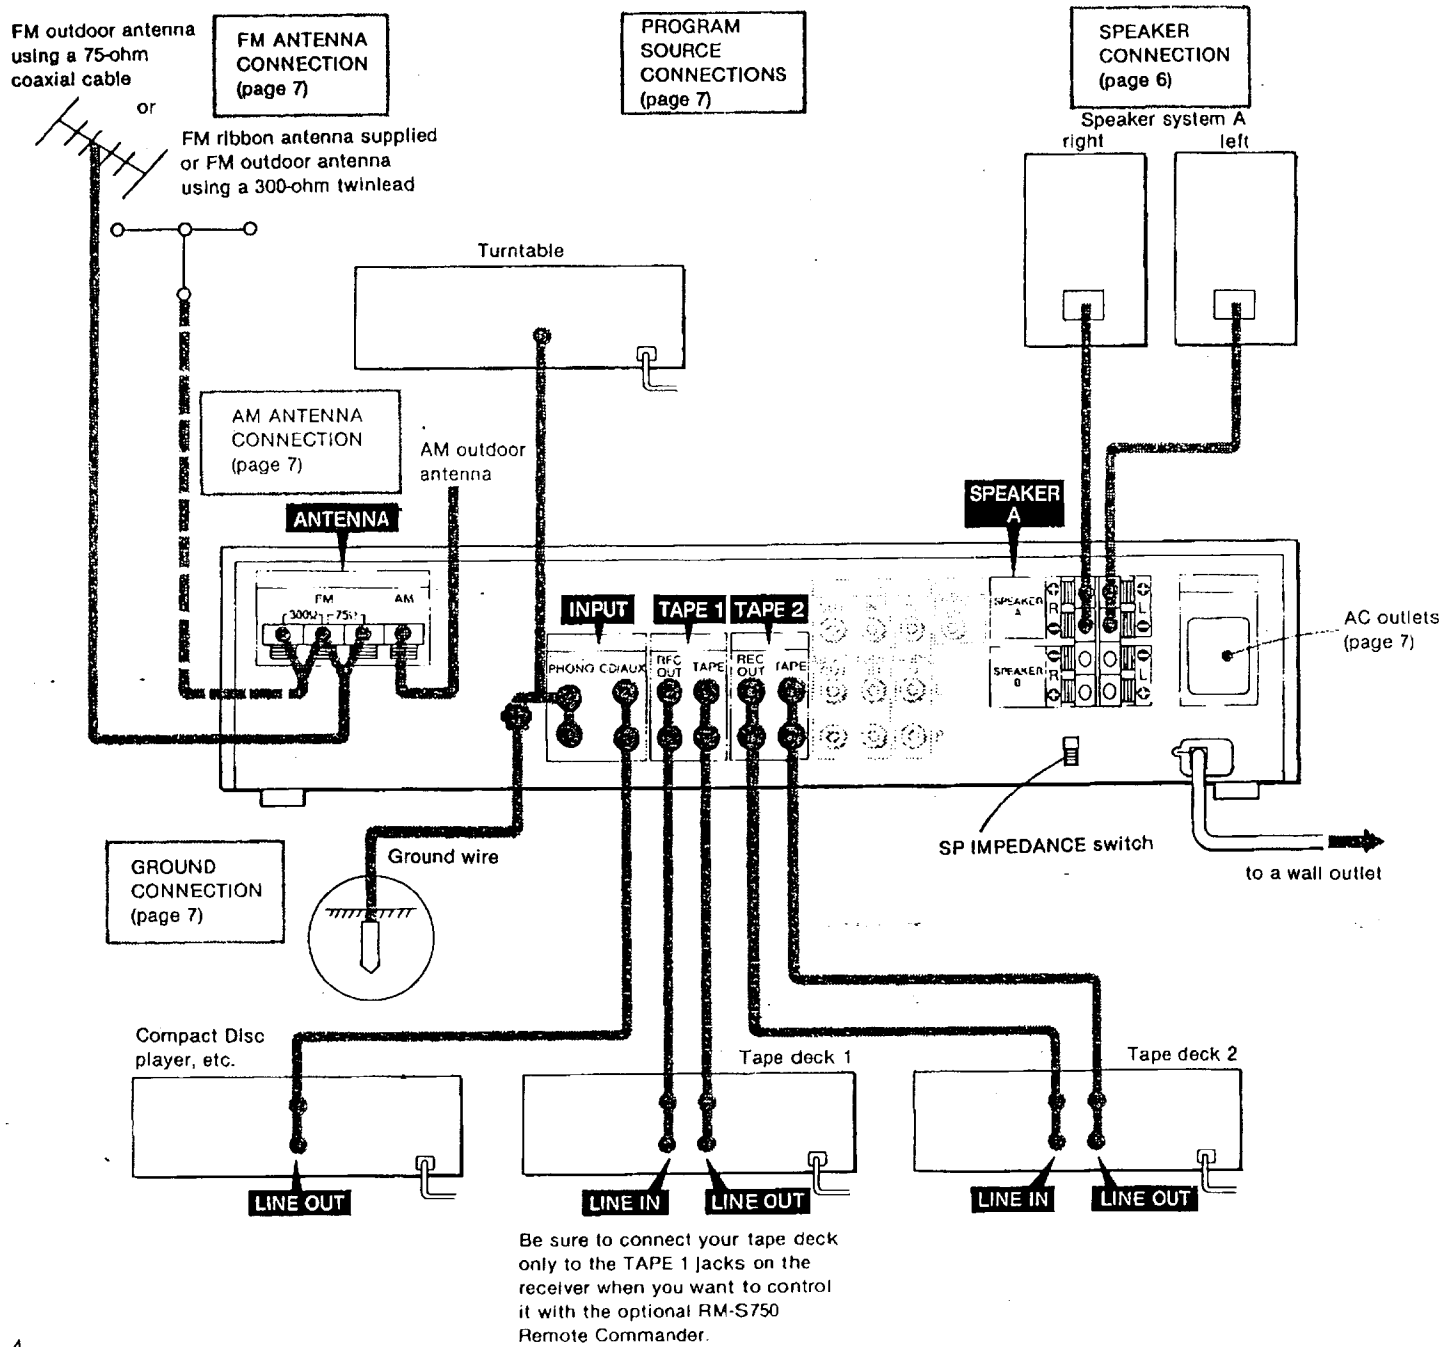 FM outdoor antenna
using a 75-ohm
coaxial cable
or
FM ribbon antenna supplied
or FM outdoor antenna
using a 300-ohm twinlead
FM ANTENNA
CONNECTION
(page 7)
PROGRAM
SOURCE
CONNECTIONS
(page 7)
SPEAKER
CONNECTION
(page 6)
Speaker system A
right
left
Turntable
AM ANTENNA
CONNECTION
(page 7)
AM outdoor
antenna
ANTENNA
SPEAKER
A
FM
AM
300Ω
75Ω
INPUT
TAPE 1
TAPE 2
PHONO
CD/AUX
REC
OUT
TAPE
REC
OUT
TAPE
SPEAKER
A
R
L
SPEAKER
R
L
AC outlets
(page 7)
SP IMPEDANCE switch
to a wall outlet
GROUND
CONNECTION
(page 7)
Ground wire
Compact Disc
player, etc.
Tape deck 1
Tape deck 2
LINE OUT
LINE IN
LINE OUT
LINE IN
LINE OUT
Be sure to connect your tape deck
only to the TAPE 1 jacks on the
receiver when you want to control
it with the optional RM-S750
Remote Commander.